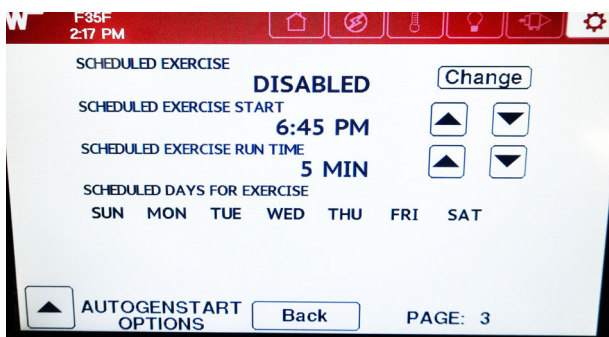 W
F35F
2:17 PM
SCHEDULED EXERCISE
DISABLED
Change
SCHEDULED EXERCISE START
6:45 PM
SCHEDULED EXERCISE RUN TIME
5 MIN
SCHEDULED DAYS FOR EXERCISE
SUN MON TUE WED THU FRI SAT
AUTOGENSTART
OPTIONS
Back
PAGE: 3